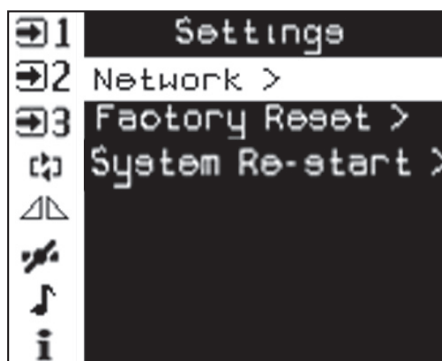 1 Settings
2 Network >
3 Factory Reset >
System Re-start >
i